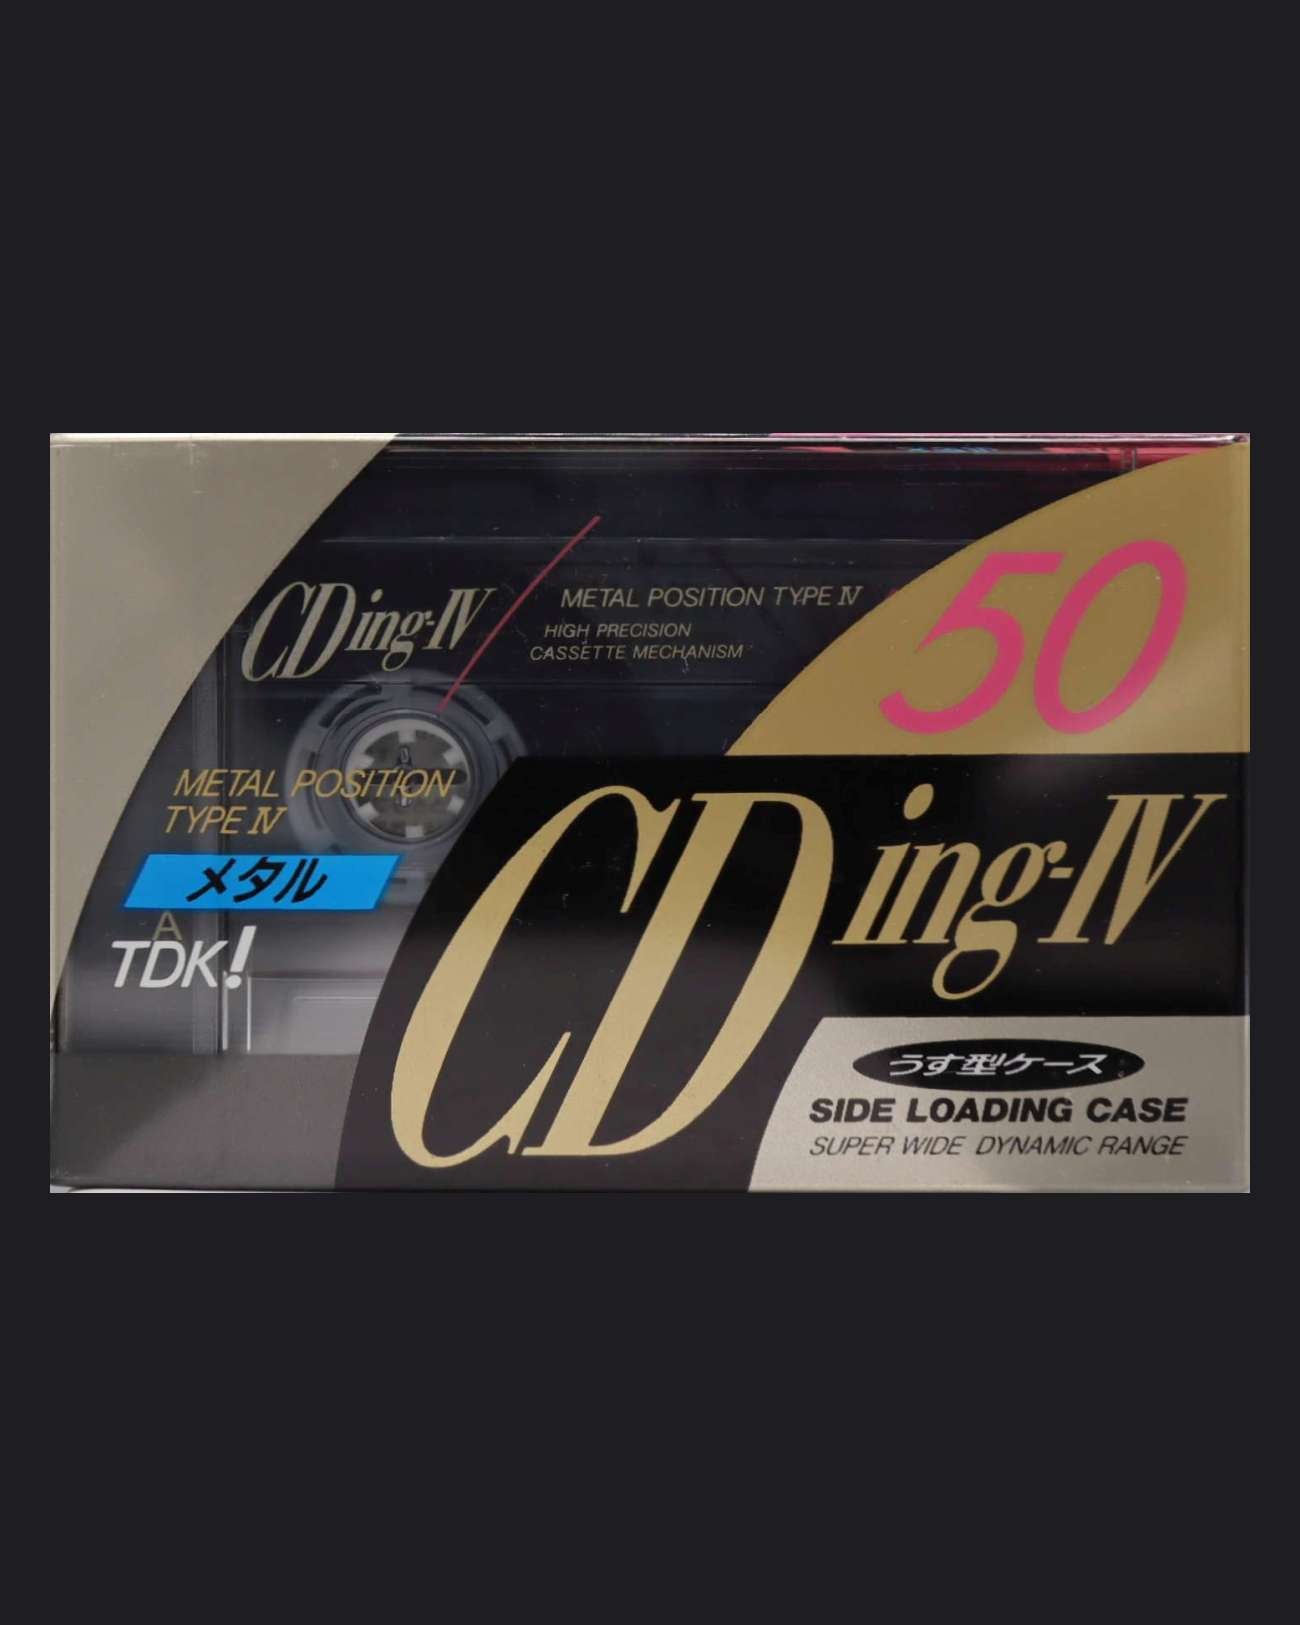 50
CDing-IV
METAL POSITION TYPE IV
HIGH PRECISION
CASSETTE MECHANISM
METAL POSITION
TYPE IV
メタル
A
TDK!
CDing-IV
うす型ケース
SIDE LOADING CASE
SUPER WIDE DYNAMIC RANGE